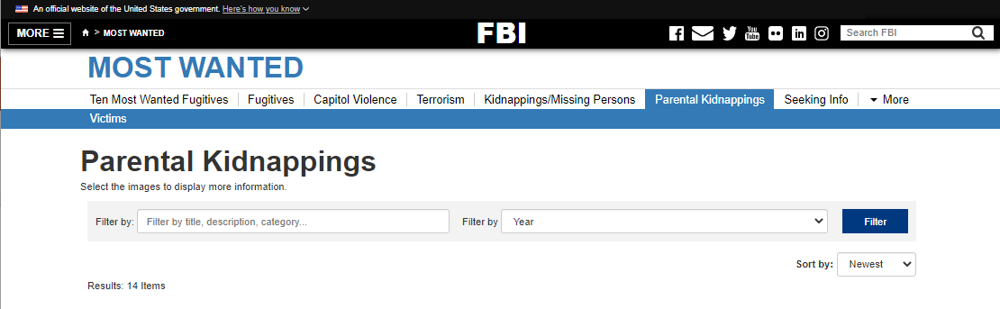 An official website of the United States government. Here's how you know
MORE
> MOST WANTED
FBI
You Tube
Search FBI
MOST WANTED
Ten Most Wanted Fugitives Fugitives Capitol Violence Terrorism Kidnappings/Missing Persons Parental Kidnappings Seeking Info More
Victims
Parental Kidnappings
Select the images to display more information.
Filter by: Filter by title, description, category... Filter by Year Filter
Sort by: Newest
Results: 14 Items